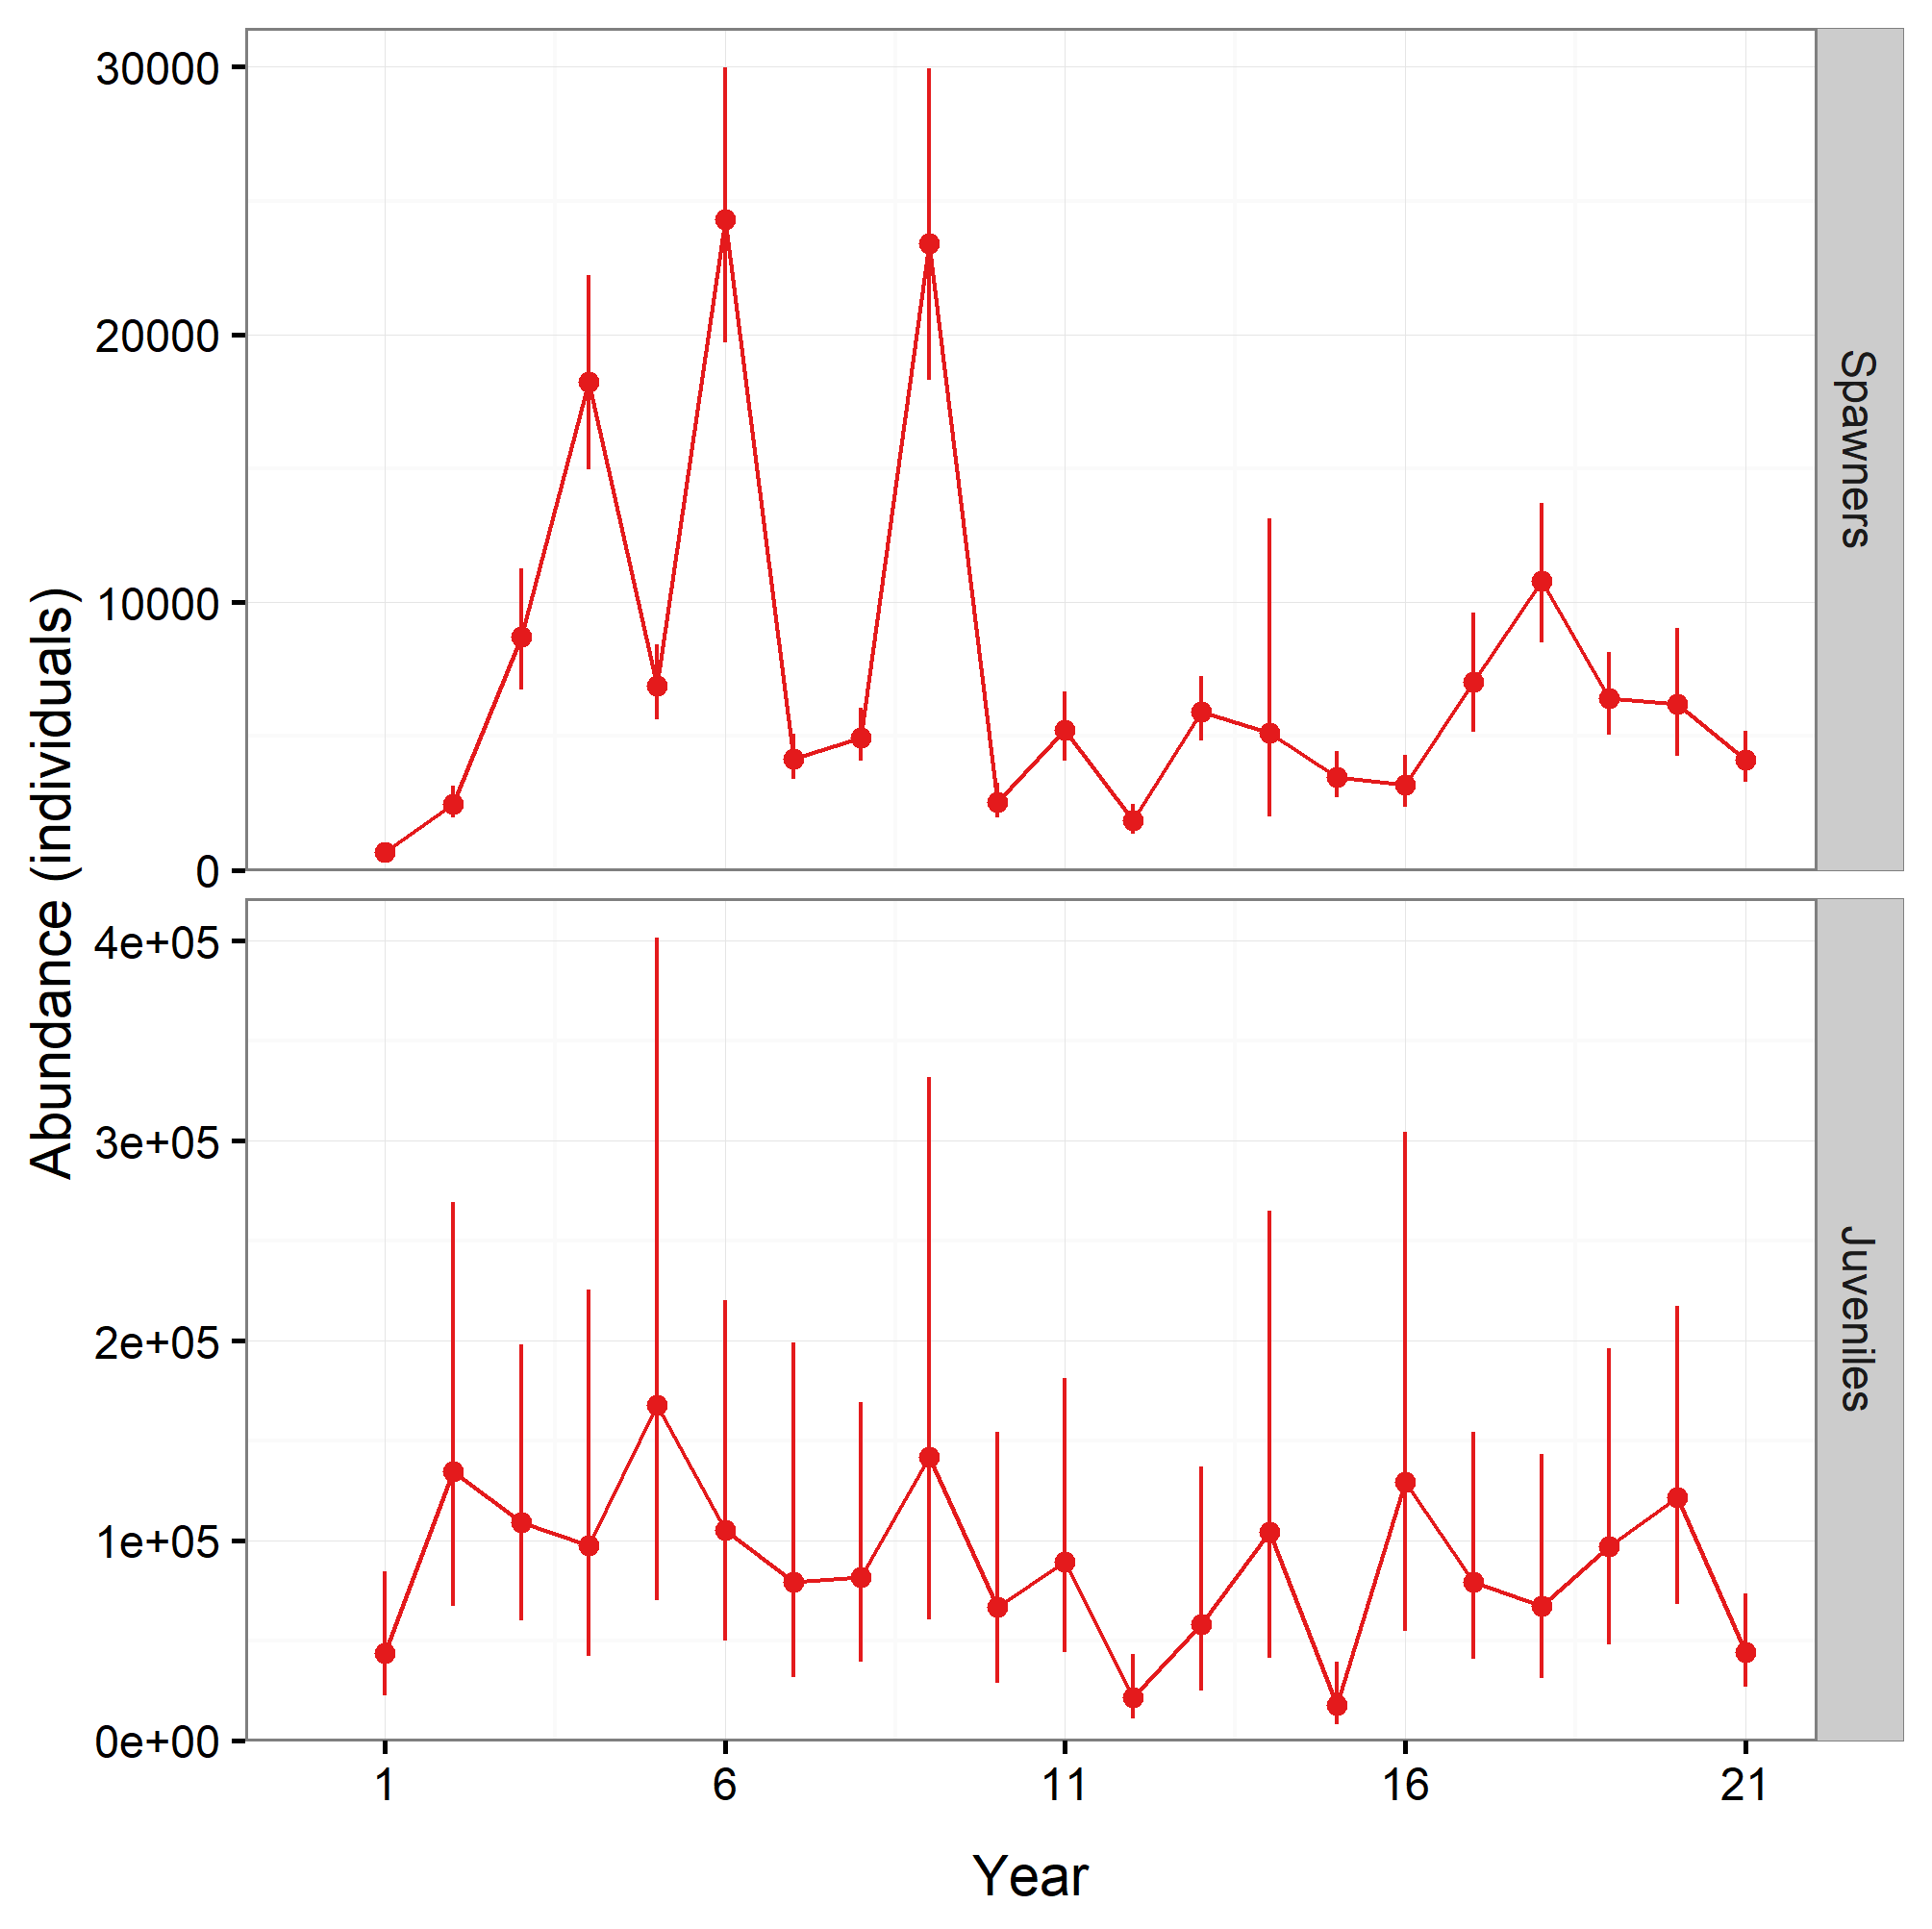 Abundance (individuals)
30000
20000
10000
0
Spawners
4e+05
3e+05
2e+05
1e+05
0e+00
Juveniles
1
6
11
16
21
Year